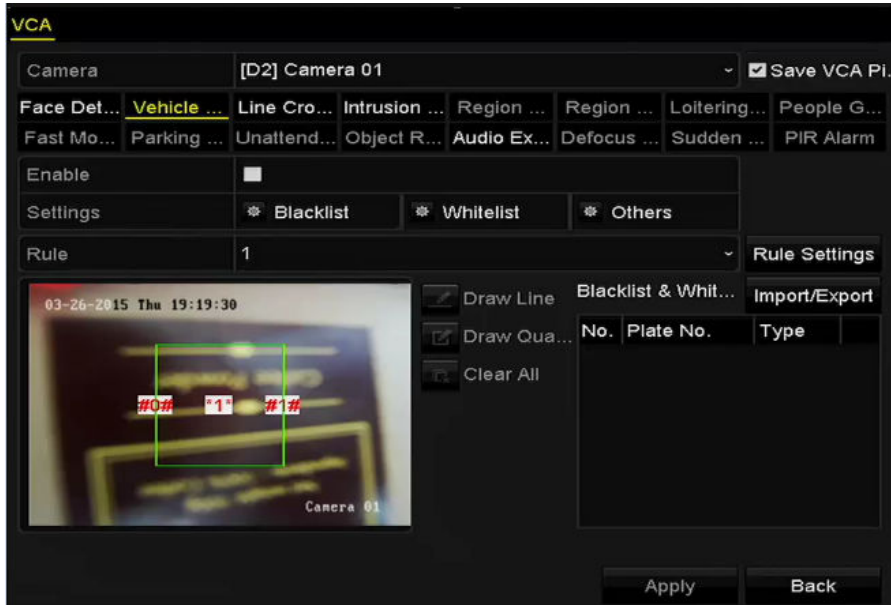 VCA
Camera [D2] Camera 01 Save VCA Pi...
Face Det... Vehicle ... Line Cro... Intrusion ... Region ... Region ... Loitering... People G...
Fast Mo... Parking ... Unattend... Object R... Audio Ex... Defocus ... Sudden ... PIR Alarm
Enable
Settings Blacklist Whitelist Others
Rule 1 Rule Settings
03-26-2015 Thu 19:19:30
#0# *1* #1#
Camera 01
Draw Line
Draw Qua...
Clear All
Blacklist & Whit... Import/Export
No. Plate No. Type
Apply Back